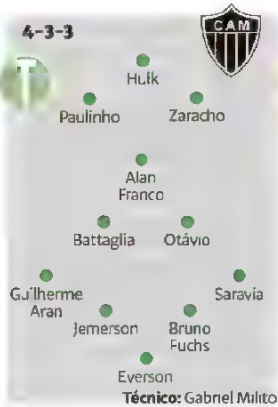 4-3-3
CAM
Hulk
Paulinho
Zaracho
Alan
Franco
Battaglia
Otávio
Guilherme
Aran
Saravia
Jemerson
Bruno
Fuchs
Everson
Técnico: Gabriel Milito